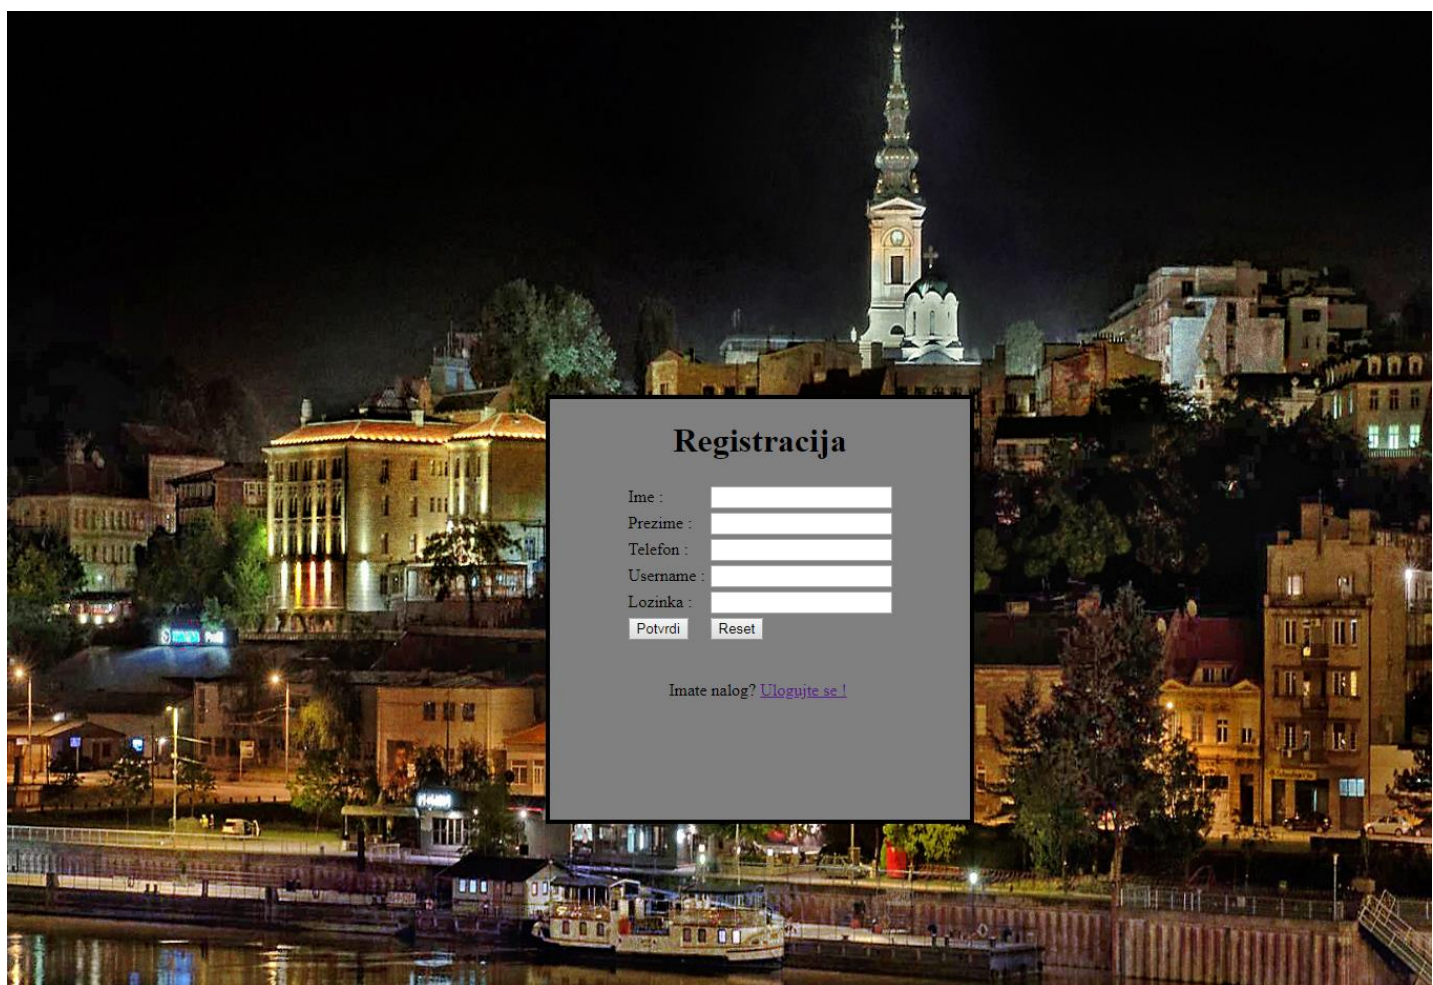 Registracija
Ime :
Prezime :
Telefon :
Username :
Lozinka :
Potvrdi Reset
Imate nalog? Ulogujte se !